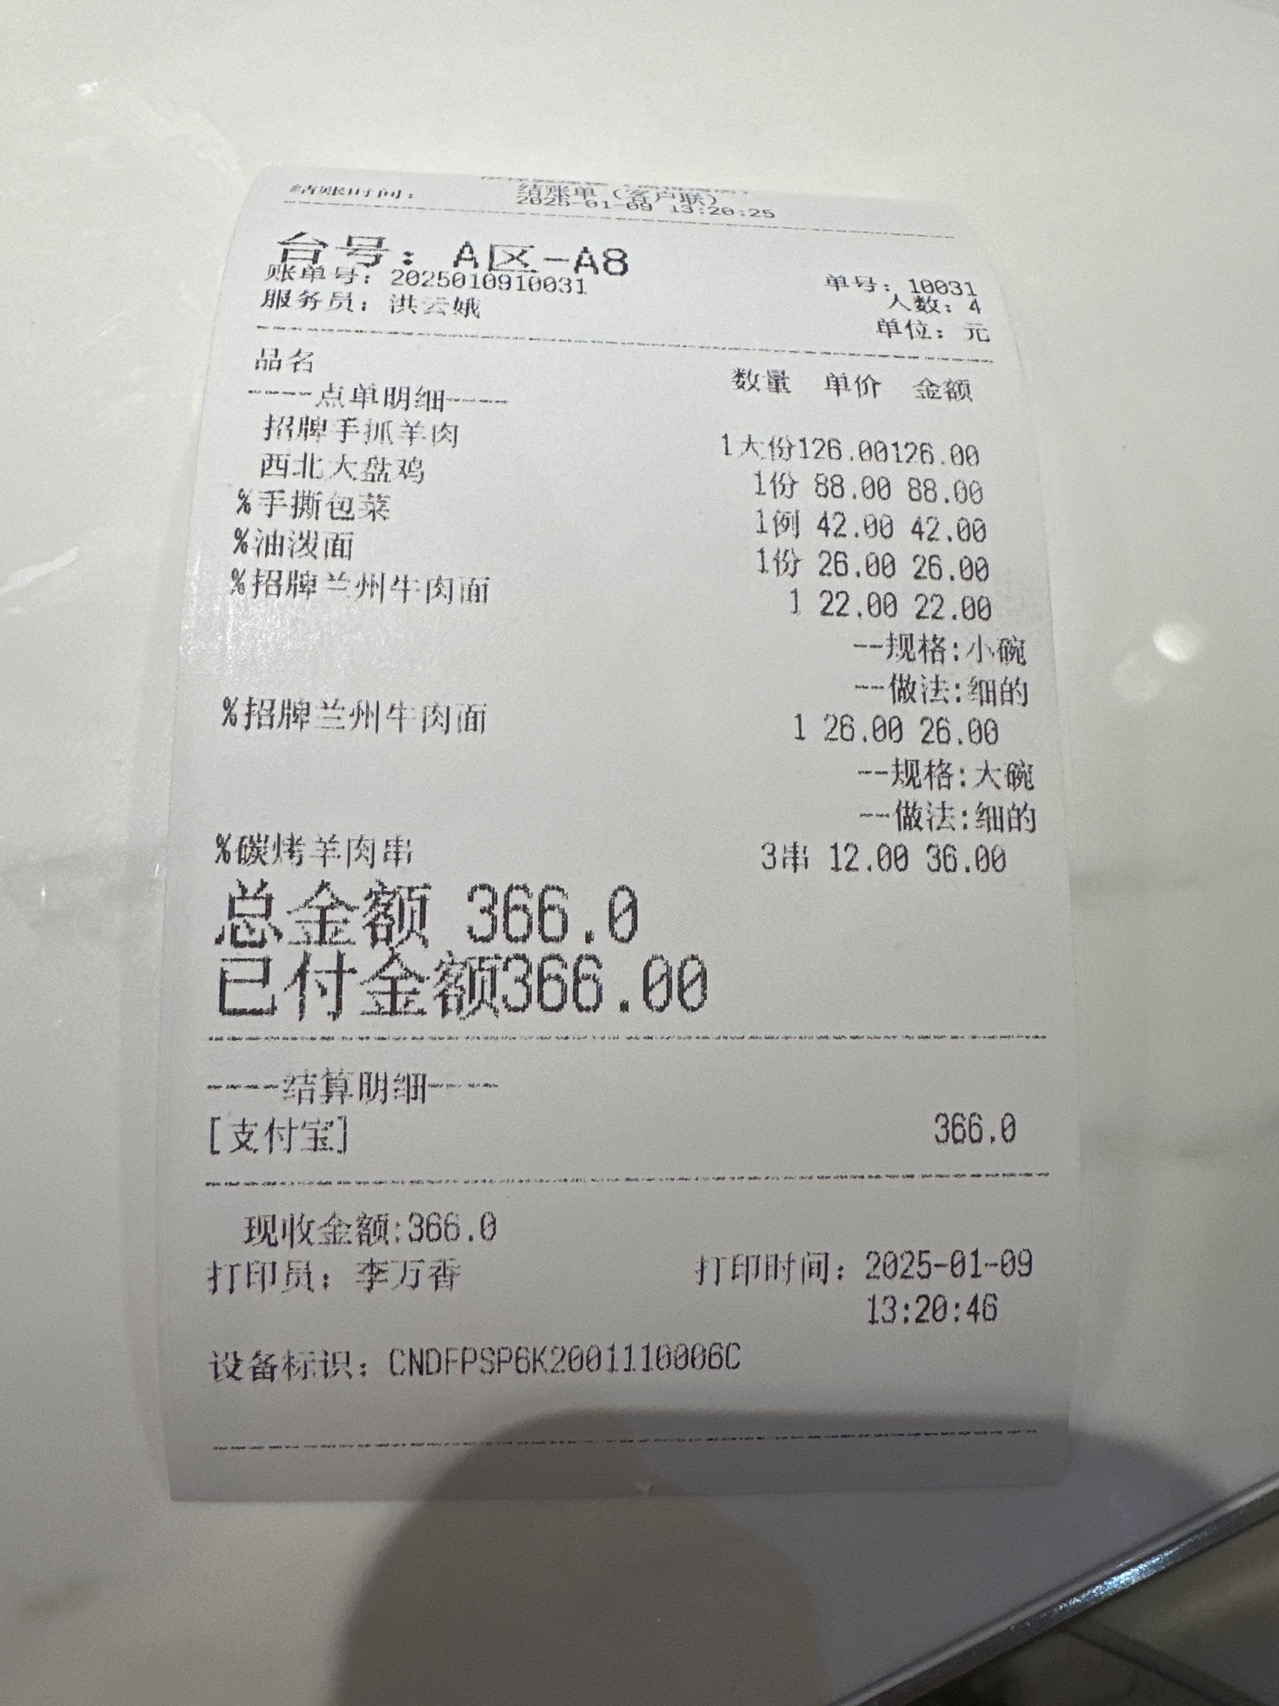 结账单（客户联）
结账时间： 2025-01-09 13:20:25
台号：A区-A8
账单号：2025010910031 单号：10031
服务员：洪云娥 人数：4
单位：元
品名 数量 单价 金额
-----点单明细-----
招牌手抓羊肉 1大份126.00126.00
西北大盘鸡 1份 88.00 88.00
%手撕包菜 1例 42.00 42.00
%油泼面 1份 26.00 26.00
%招牌兰州牛肉面 1 22.00 22.00
--规格:小碗
--做法:细的
%招牌兰州牛肉面 1 26.00 26.00
--规格:大碗
--做法:细的
%碳烤羊肉串 3串 12.00 36.00
总金额 366.0
已付金额366.00
-----结算明细-----
[支付宝] 366.0
现收金额:366.0
打印员：李万香 打印时间：2025-01-09
13:20:46
设备标识：CNDFPSP6K2001110006C